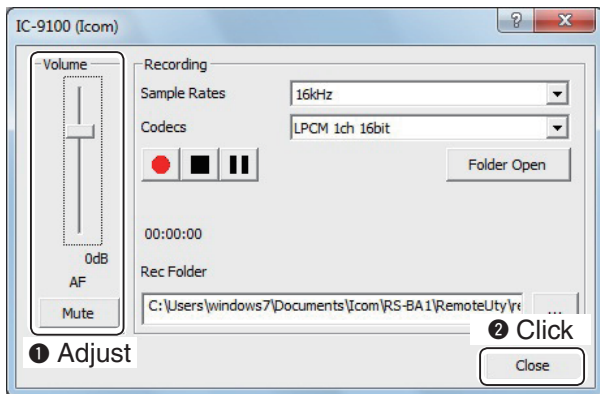 IC-9100 (Icom)
Volume
Recording
Sample Rates
16kHz
Codecs
LPCM 1ch 16bit
Folder Open
00:00:00
0dB
AF
Rec Folder
Mute
C:\Users\windows7\Documents\Icom\RS-BA1\RemoteUty\re
...
❶ Adjust
❷ Click
Close